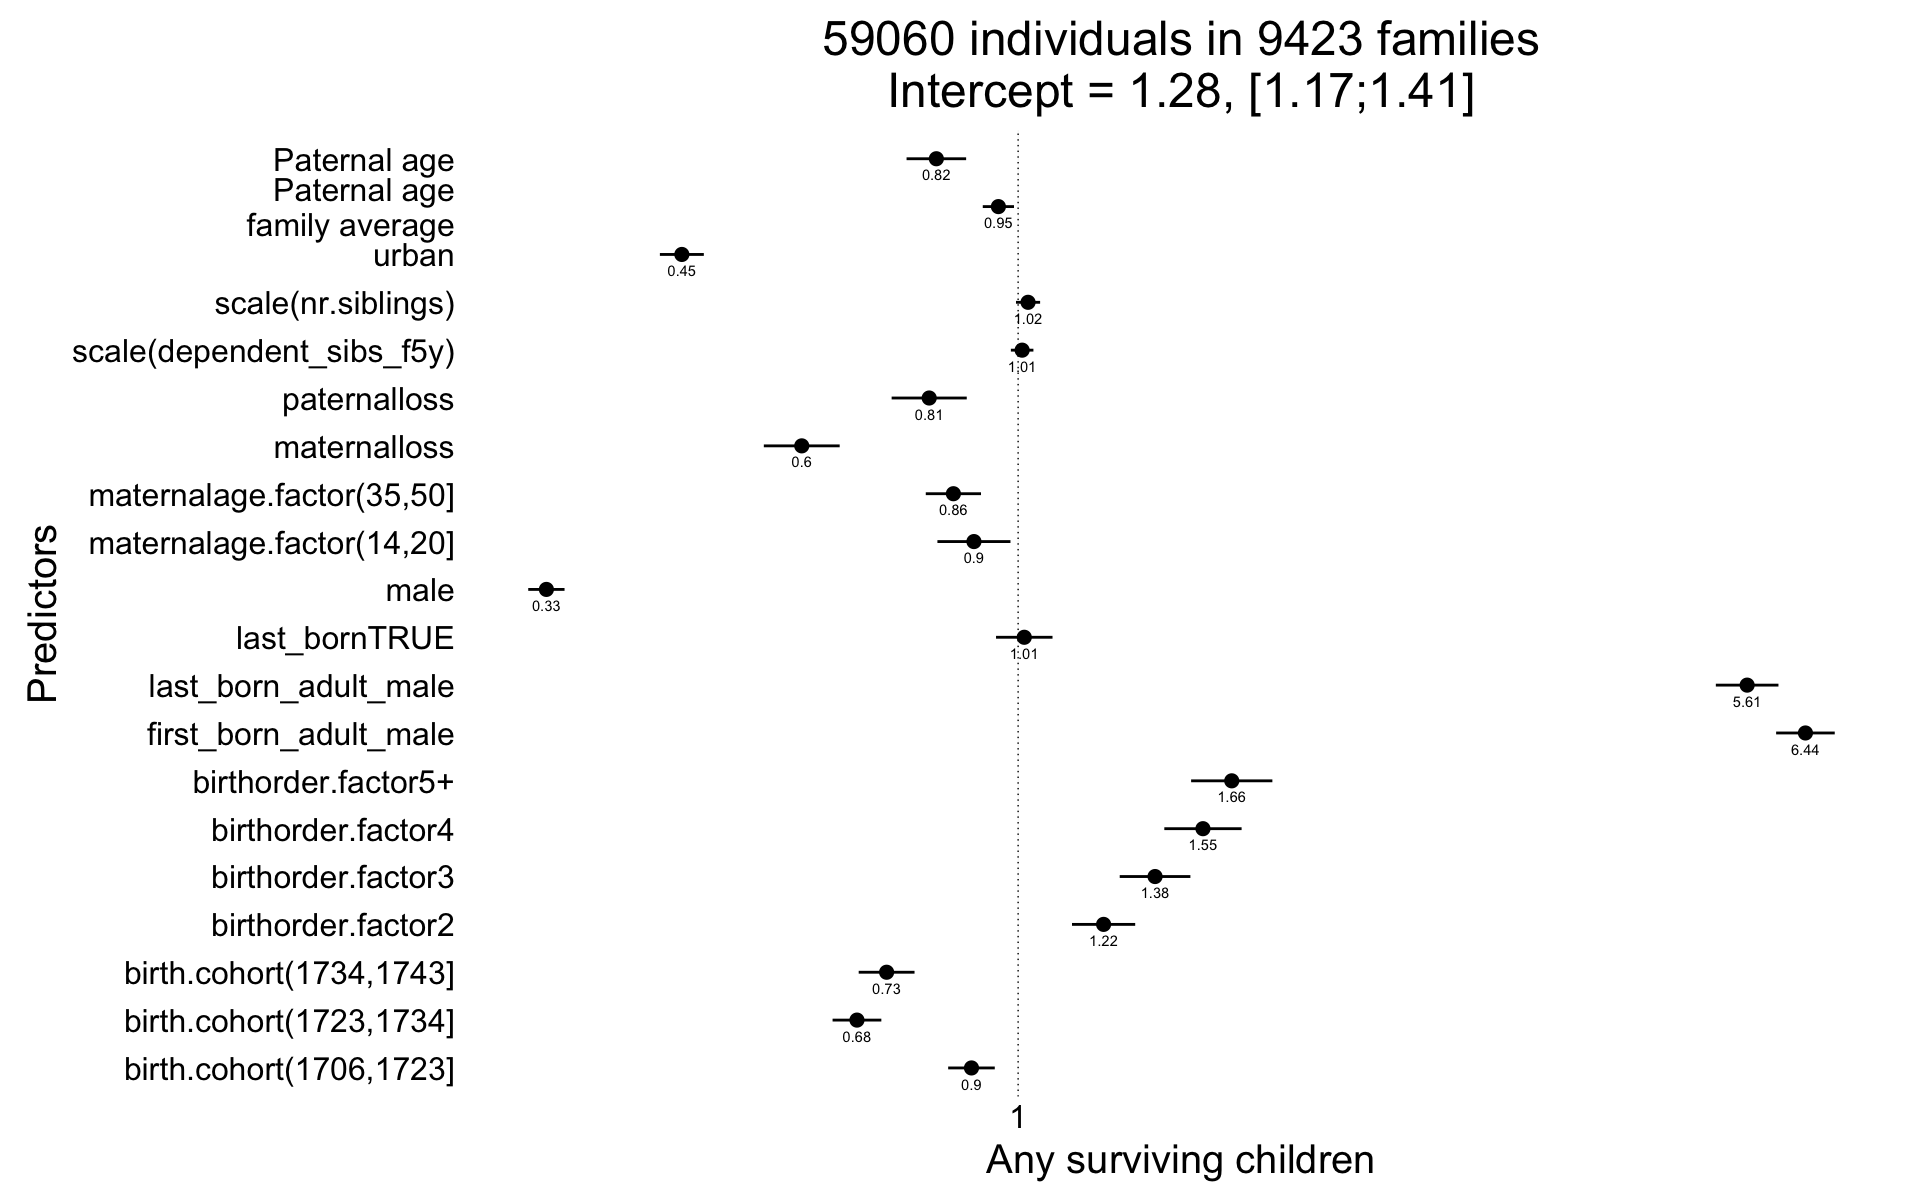 59060 individuals in 9423 families
Intercept = 1.28, [1.17;1.41]
Predictors
Paternal age
0.82
Paternal age
family average
0.95
urban
0.45
scale(nr.siblings)
1.02
scale(dependent_sibs_f5y)
1.01
paternalloss
0.81
maternalloss
0.6
maternalage.factor(35,50]
0.86
maternalage.factor(14,20]
0.9
male
0.33
last_bornTRUE
1.01
last_born_adult_male
5.61
first_born_adult_male
6.44
birthorder.factor5+
1.66
birthorder.factor4
1.55
birthorder.factor3
1.38
birthorder.factor2
1.22
birth.cohort(1734,1743]
0.73
birth.cohort(1723,1734]
0.68
birth.cohort(1706,1723]
0.9
1
Any surviving children